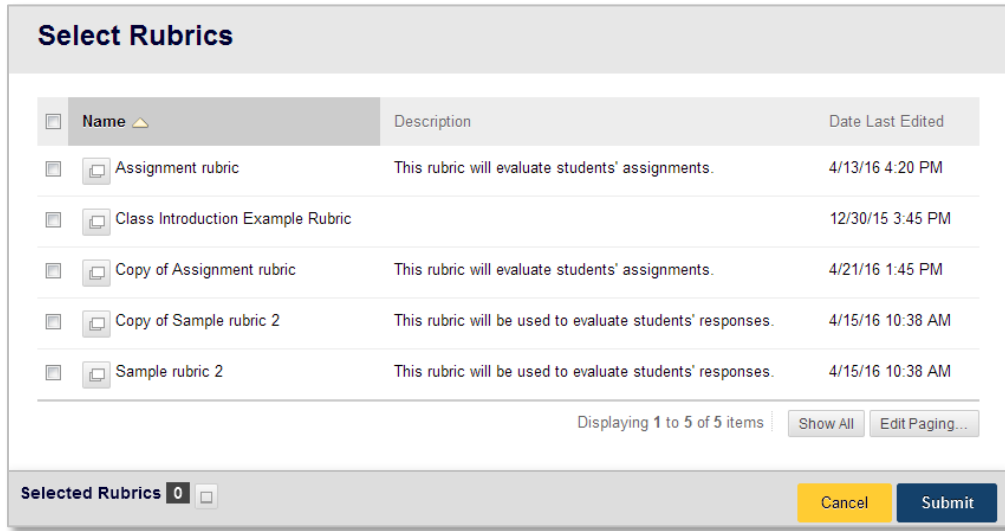 Select Rubrics
Name Description Date Last Edited
Assignment rubric This rubric will evaluate students' assignments. 4/13/16 4:20 PM
Class Introduction Example Rubric 12/30/15 3:45 PM
Copy of Assignment rubric This rubric will evaluate students' assignments. 4/21/16 1:45 PM
Copy of Sample rubric 2 This rubric will be used to evaluate students' responses. 4/15/16 10:38 AM
Sample rubric 2 This rubric will be used to evaluate students' responses. 4/15/16 10:38 AM
Displaying 1 to 5 of 5 items Show All Edit Paging...
Selected Rubrics 0 Cancel Submit